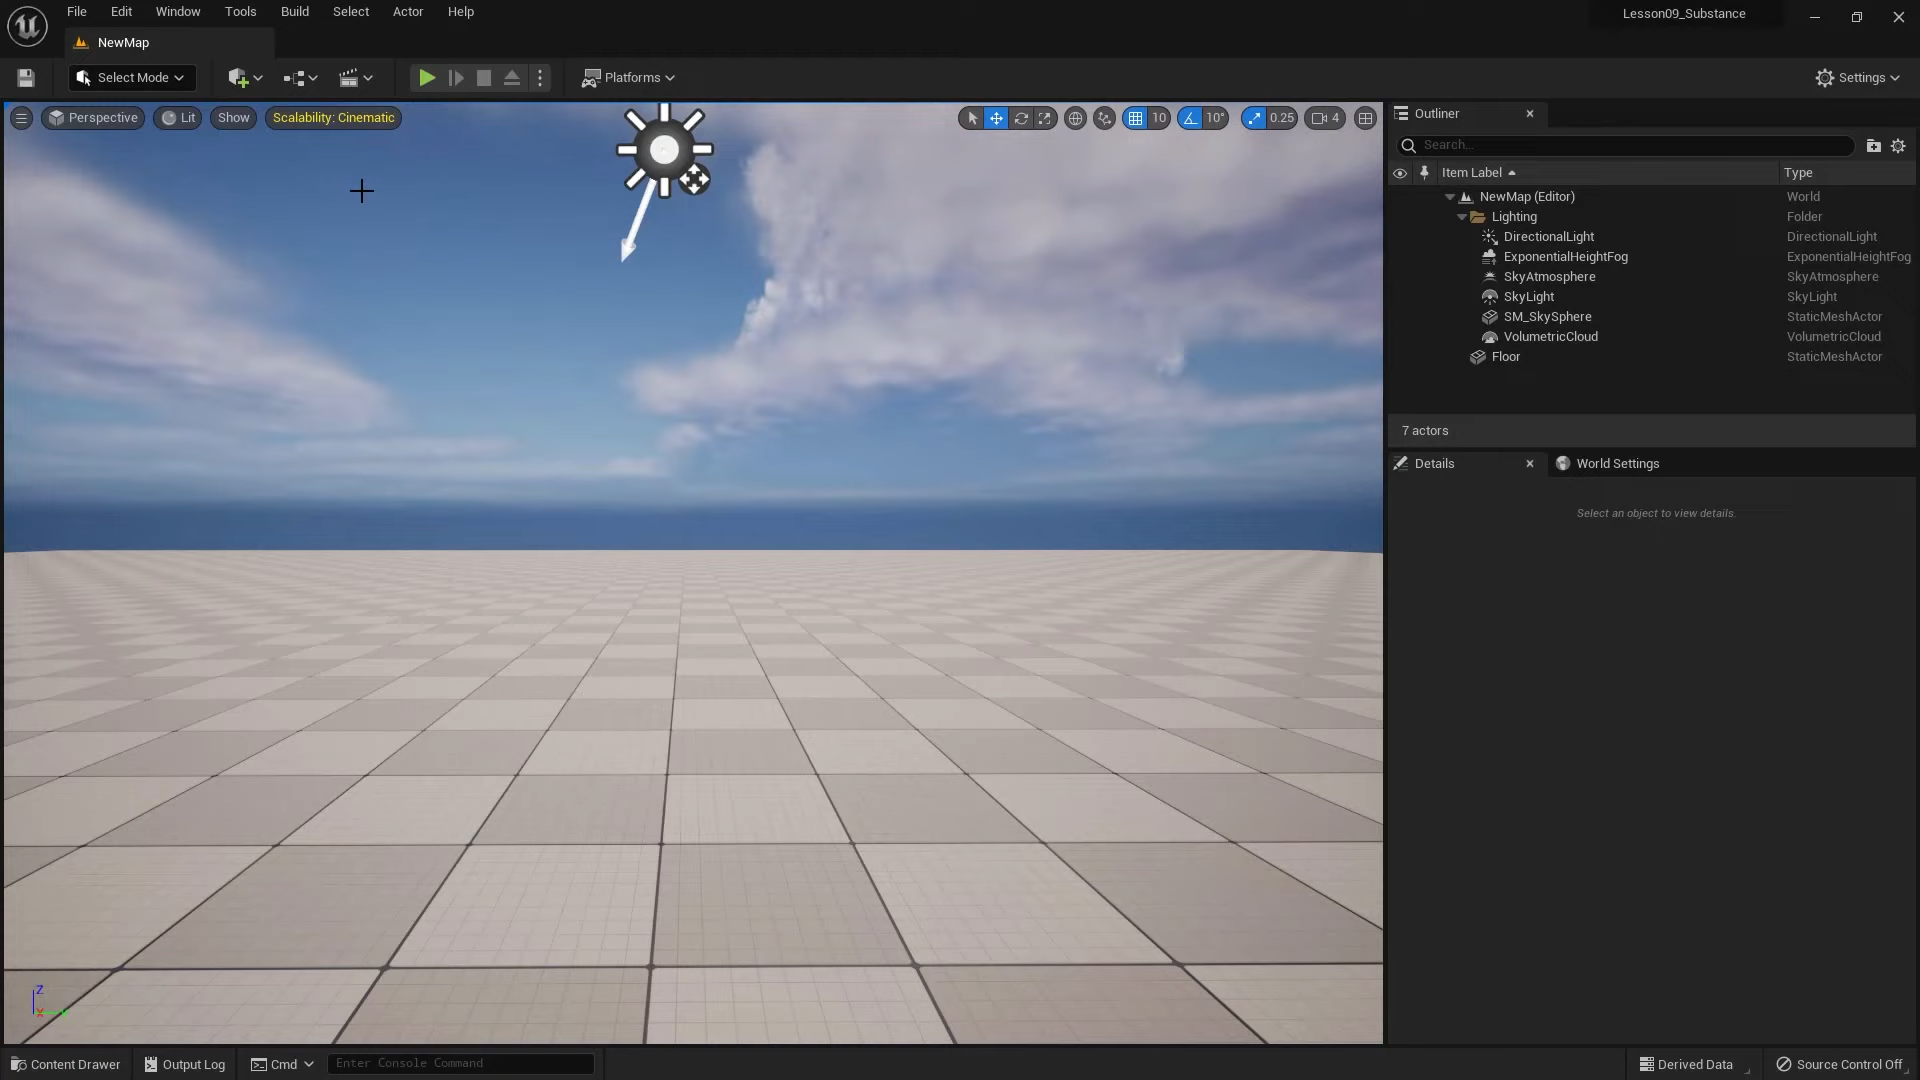 File Edit Window Tools Build Select Actor Help
Lesson09_Substance
NewMap
Select Mode
Platforms
Settings
Perspective Lit Show Scalability: Cinematic
10 10° 0.25 4
Outliner
Search...
Item Label Type
NewMap (Editor) World
Lighting Folder
DirectionalLight DirectionalLight
ExponentialHeightFog ExponentialHeightFog
SkyAtmosphere SkyAtmosphere
SkyLight SkyLight
SM_SkySphere StaticMeshActor
VolumetricCloud VolumetricCloud
Floor StaticMeshActor
7 actors
Details World Settings
Select an object to view details.
Z
X Y
Content Drawer Output Log Cmd Enter Console Command Derived Data Source Control Off